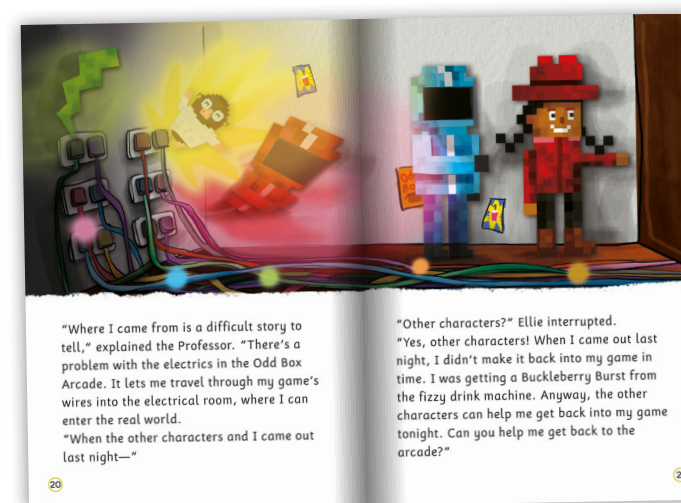 "Where I came from is a difficult story to
tell," explained the Professor. "There's a
problem with the electrics in the Odd Box
Arcade. It lets me travel through my game's
wires into the electrical room, where I can
enter the real world.
"When the other characters and I came out
last night—"
20
"Other characters?" Ellie interrupted.
"Yes, other characters! When I came out last
night, I didn't make it back into my game in
time. I was getting a Buckleberry Burst from
the fizzy drink machine. Anyway, the other
characters can help me get back into my game
tonight. Can you help me get back to the
arcade?"